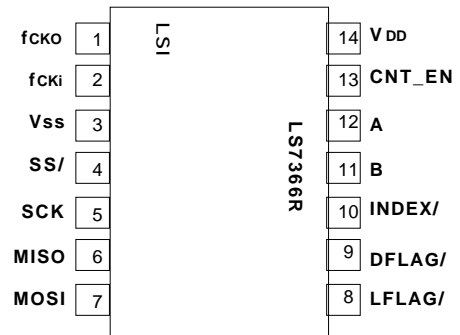 fCKO 1 LSI 14 VDD
fCKi 2 13 CNT_EN
Vss 3 12 A
SS/ 4 LS7366R 11 B
SCK 5 10 INDEX/
MISO 6 9 DFLAG/
MOSI 7 8 LFLAG/